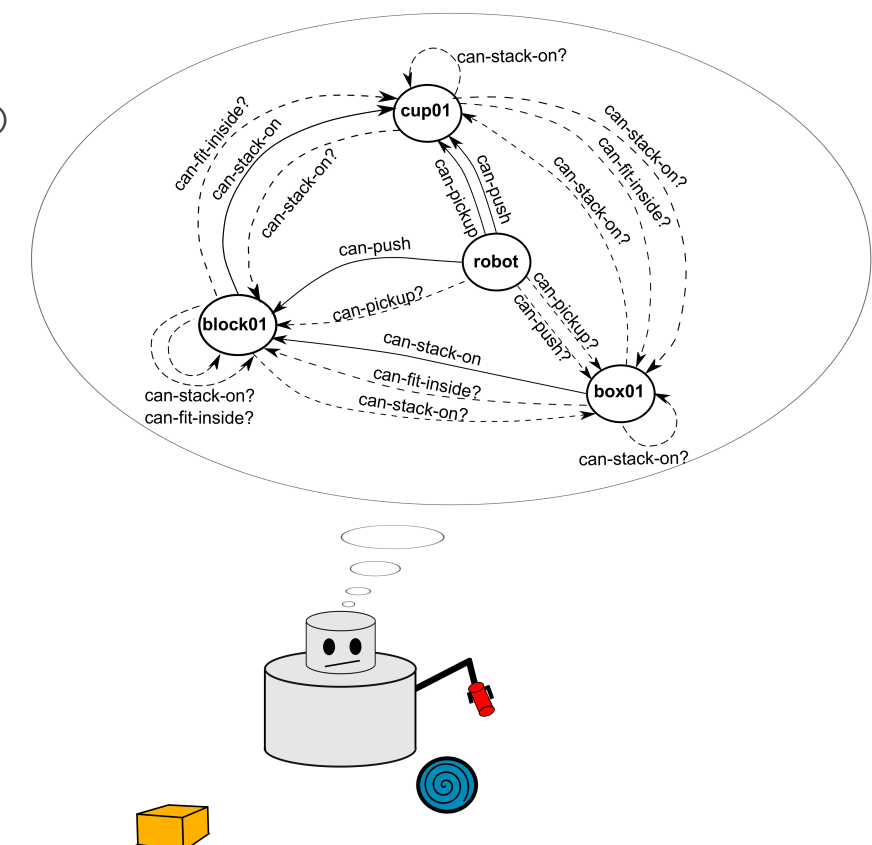 can-stack-on?
cup01
can-fit-iniside?
can-stack-on
can-stack-on?
can-pickup
can-push
can-stack-on?
can-fit-inside?
can-stack-on?
can-push
robot
can-pickup?
can-pickup?
can-push?
block01
can-stack-on
can-fit-inside?
can-stack-on?
box01
can-stack-on?
can-fit-inside?
can-stack-on?